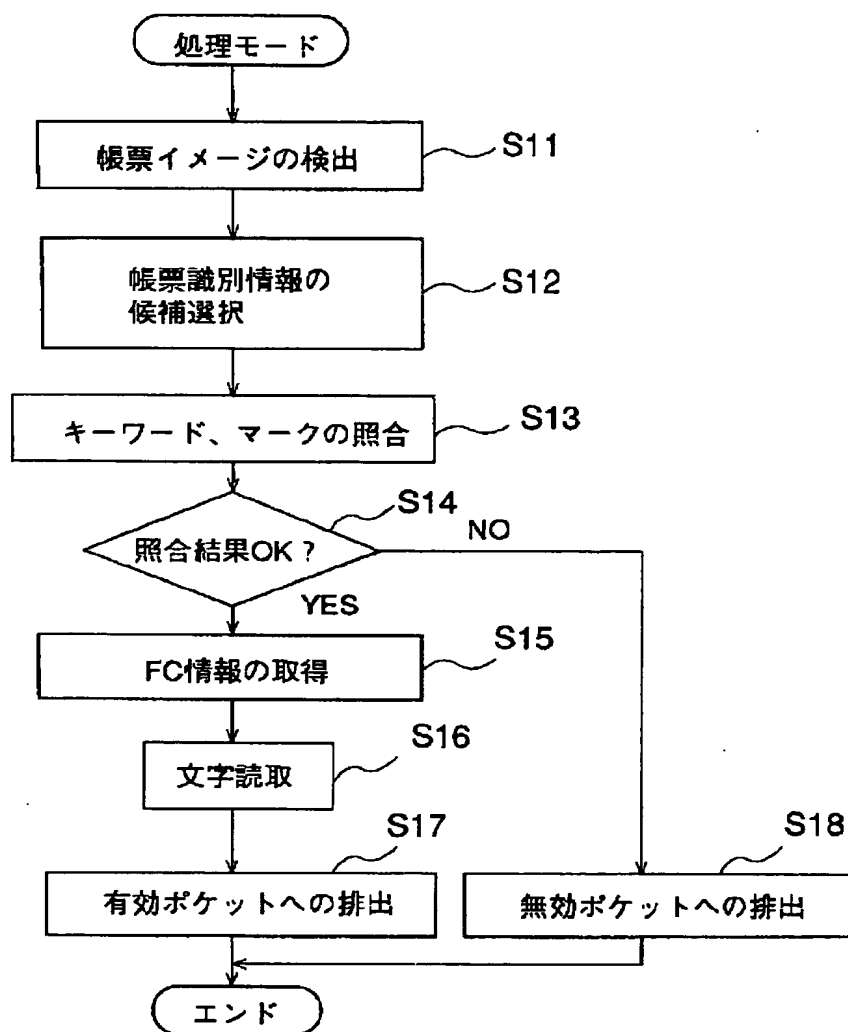 処理モード
帳票イメージの検出
S11
帳票識別情報の
候補選択
S12
キーワード、マークの照合
S13
照合結果OK?
S14
NO
YES
FC情報の取得
S15
文字読取
S16
有効ポケットへの排出
S17
無効ポケットへの排出
S18
エンド